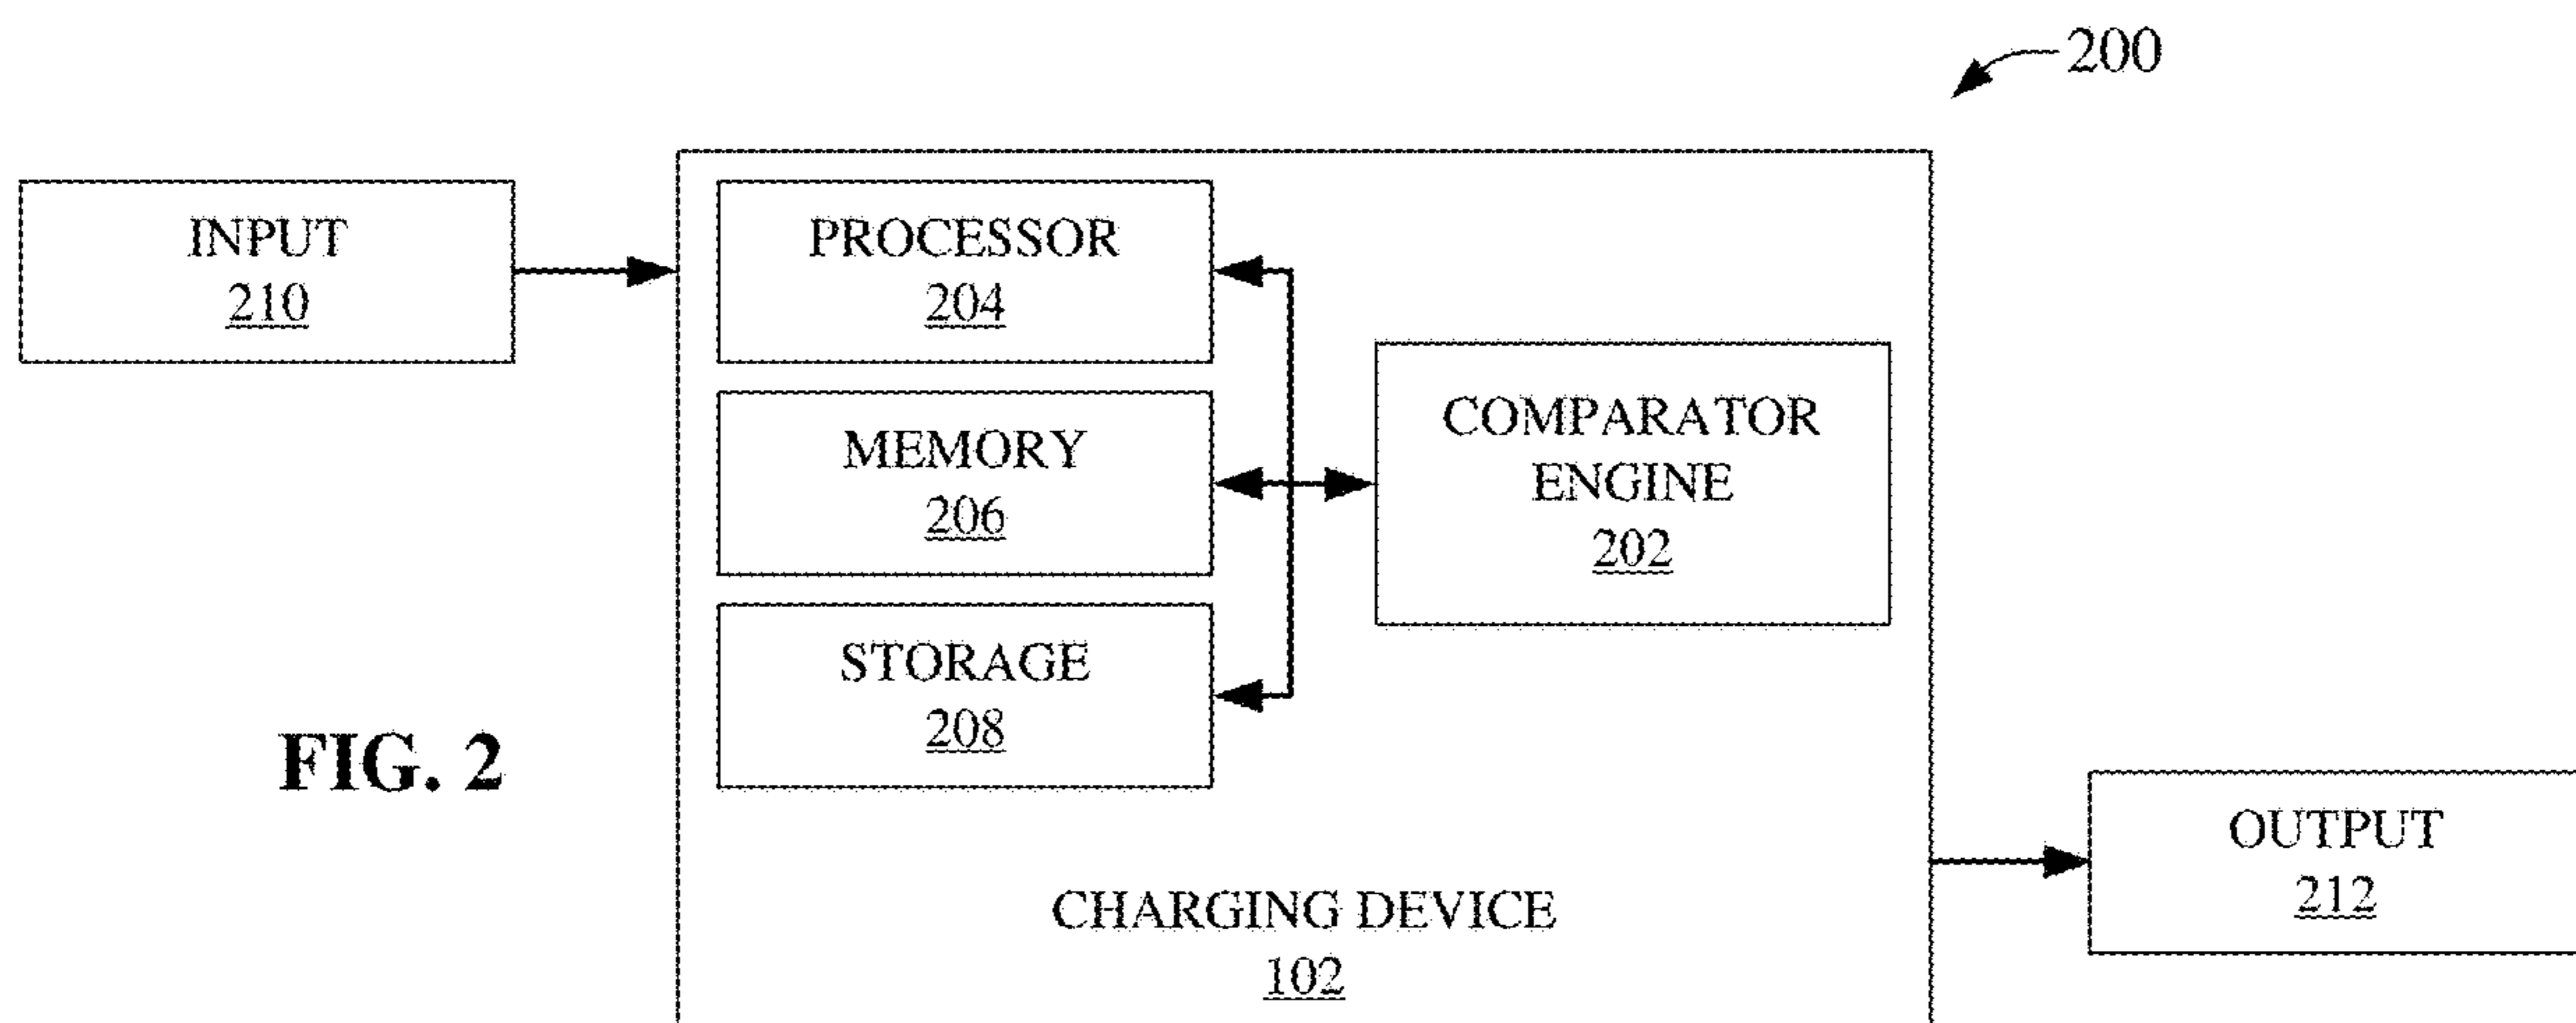 200
INPUT
210
PROCESSOR
204
MEMORY
206
STORAGE
208
COMPARATOR
ENGINE
202
FIG. 2
CHARGING DEVICE
102
OUTPUT
212